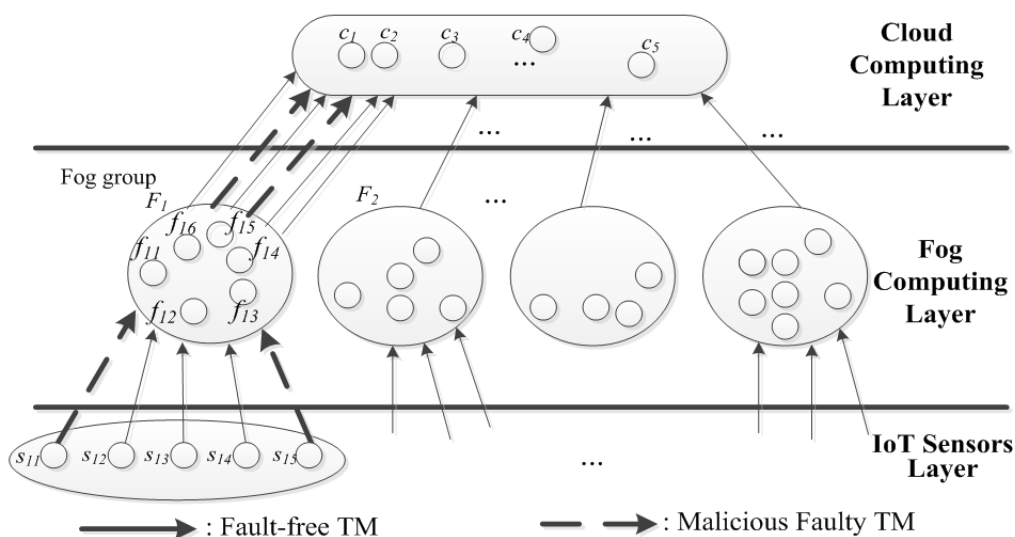 c1 c2 c3 c4 c5
...
Cloud
Computing
Layer
... ... ...
Fog group
F1 F2 ...
f16 f15
f11 f14
f12 f13
Fog
Computing
Layer
s11 s12 s13 s14 s15
...
IoT Sensors
Layer
: Fault-free TM : Malicious Faulty TM